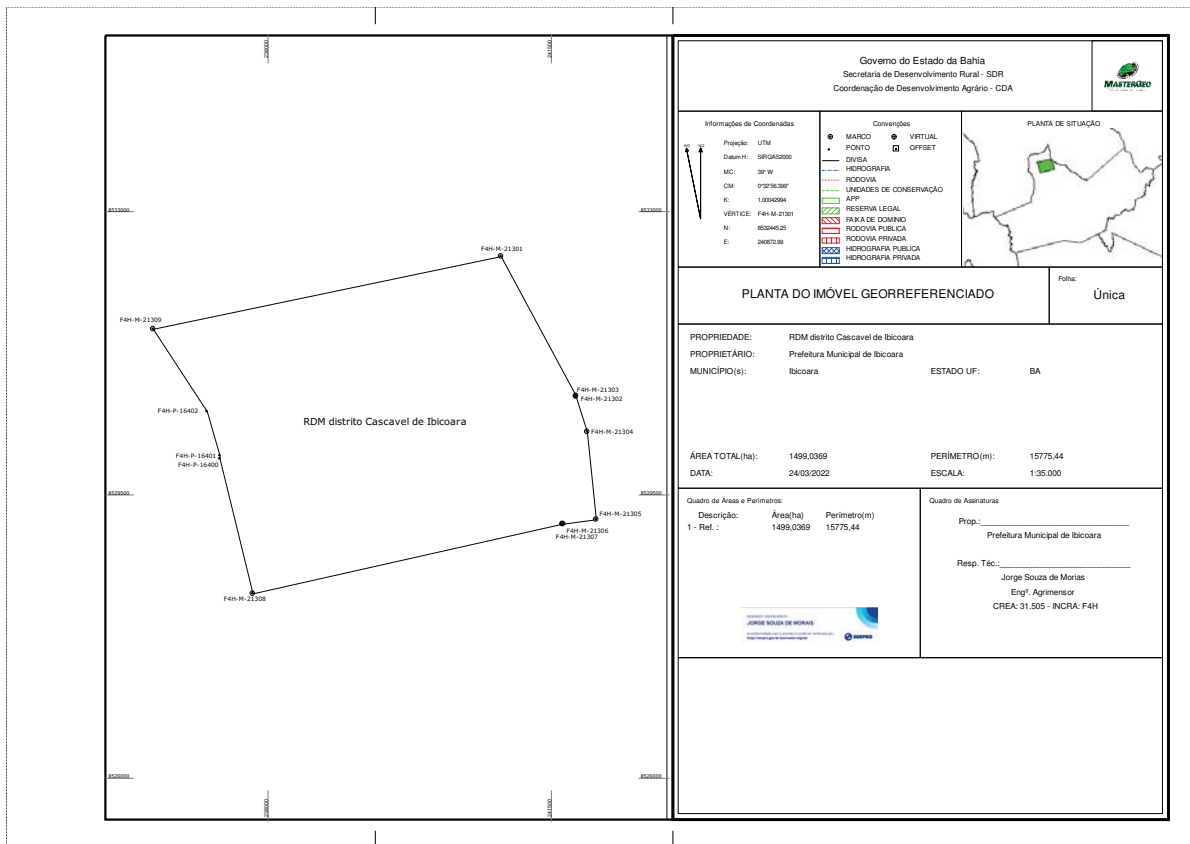 238000
241500
8533000
8533000
F4H-M-21301
F4H-M-21309
F4H-M-21303
F4H-M-21302
F4H-P-16402
RDM distrito Cascavel de Ibicoara
F4H-M-21304
F4H-P-16401
F4H-P-16400
8529500
8529500
F4H-M-21305
F4H-M-21306
F4H-M-21307
F4H-M-21308
8526000
8526000
238000
241500
Governo do Estado da Bahia
Secretaria de Desenvolvimento Rural - SDR
Coordenação de Desenvolvimento Agrário - CDA
MASTERGEO
Informações de Coordenadas
Projeção: UTM
Datum H: SIRGAS2000
MC: 39º W
CM: 0°32'56.399"
K: 1.00042994
VÉRTICE: F4H-M-21301
N: 8532445.25
E: 240872.99
Convenções
MARCO VIRTUAL
PONTO OFFSET
DIVISA
HIDROGRAFIA
RODOVIA
UNIDADES DE CONSERVAÇÃO
APP
RESERVA LEGAL
FAIXA DE DOMINIO
RODOVIA PUBLICA
RODOVIA PRIVADA
HIDROGRAFIA PUBLICA
HIDROGRAFIA PRIVADA
PLANTA DE SITUAÇÃO
PLANTA DO IMÓVEL GEORREFERENCIADO
Folha:
Única
PROPRIEDADE: RDM distrito Cascavel de Ibicoara
PROPRIETÁRIO: Prefeitura Municipal de Ibicoara
MUNICÍPIO(s): Ibicoara ESTADO UF: BA
ÁREA TOTAL(ha): 1499,0369 PERÍMETRO(m): 15775,44
DATA: 24/03/2022 ESCALA: 1:35.000
Quadro de Áreas e Perímetros:
Descrição: Área(ha) Perímetro(m)
1 - Ref. : 1499,0369 15775,44
JORGE SOUZA DE MORAIS
SERPRO
Quadro de Assinaturas
Prop.:
Prefeitura Municipal de Ibicoara
Resp. Téc.:
Jorge Souza de Morias
Engº. Agrimensor
CREA: 31.505 - INCRA: F4H